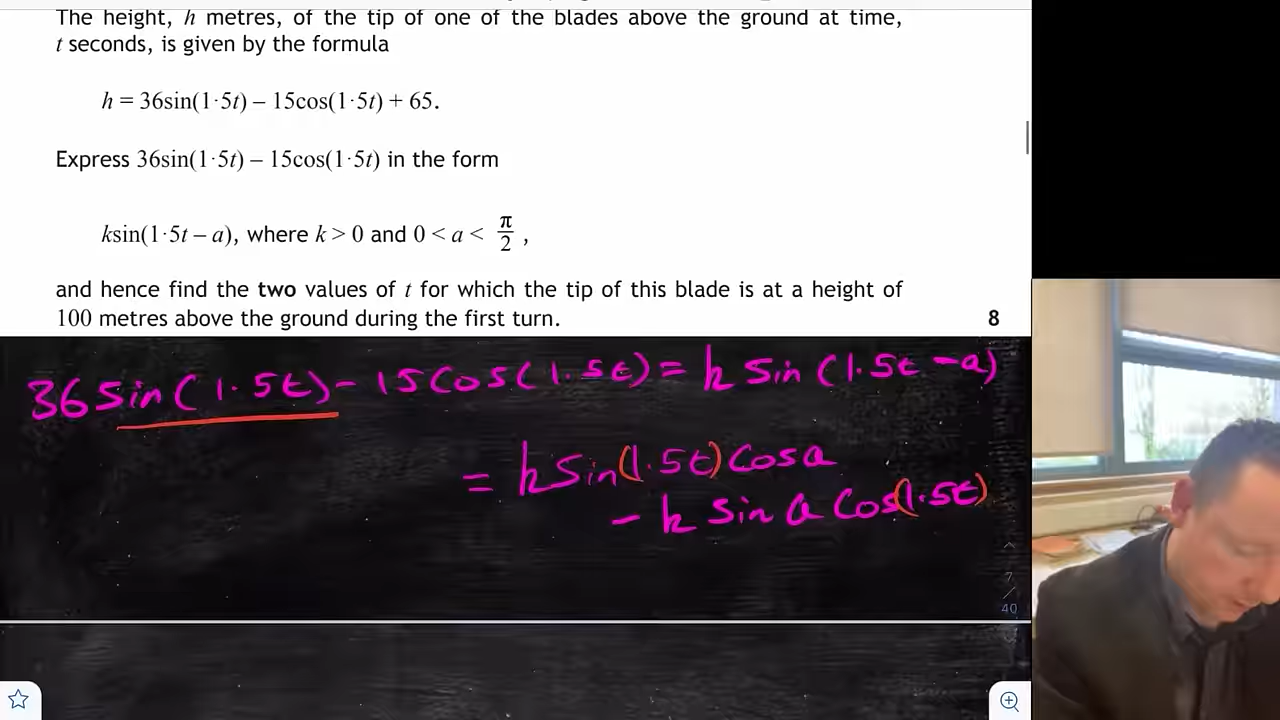 The height, h metres, of the tip of one of the blades above the ground at time,
t seconds, is given by the formula
h = 36sin(1·5t) – 15cos(1·5t) + 65.
Express 36sin(1·5t) – 15cos(1·5t) in the form
ksin(1·5t – a), where k > 0 and 0 < a < π/2 ,
and hence find the two values of t for which the tip of this blade is at a height of
100 metres above the ground during the first turn.
8
36 sin(1.5t) - 15 cos(1.5t) = k sin(1.5t - a)
= k sin(1.5t) cos a
- k sin a cos(1.5t)
7
/
40